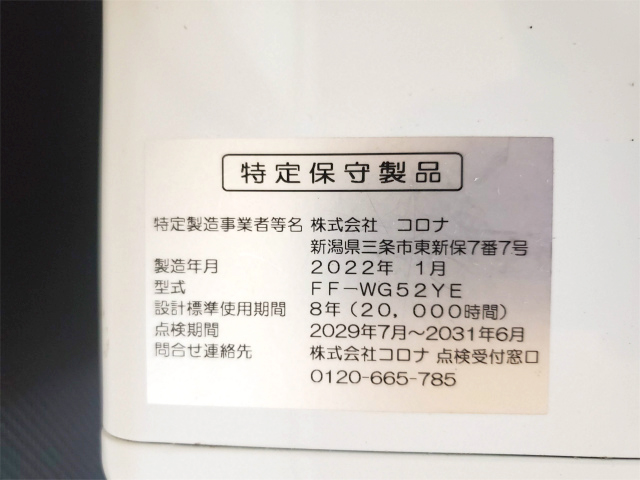 特定保守製品
特定製造事業者等名 株式会社 コロナ
新潟県三条市東新保7番7号
製造年月 2022年 1月
型式 FF-WG52YE
設計標準使用期間 8年(20,000時間)
点検期間 2029年7月〜2031年6月
問合せ連絡先 株式会社コロナ 点検受付窓口
0120-665-785